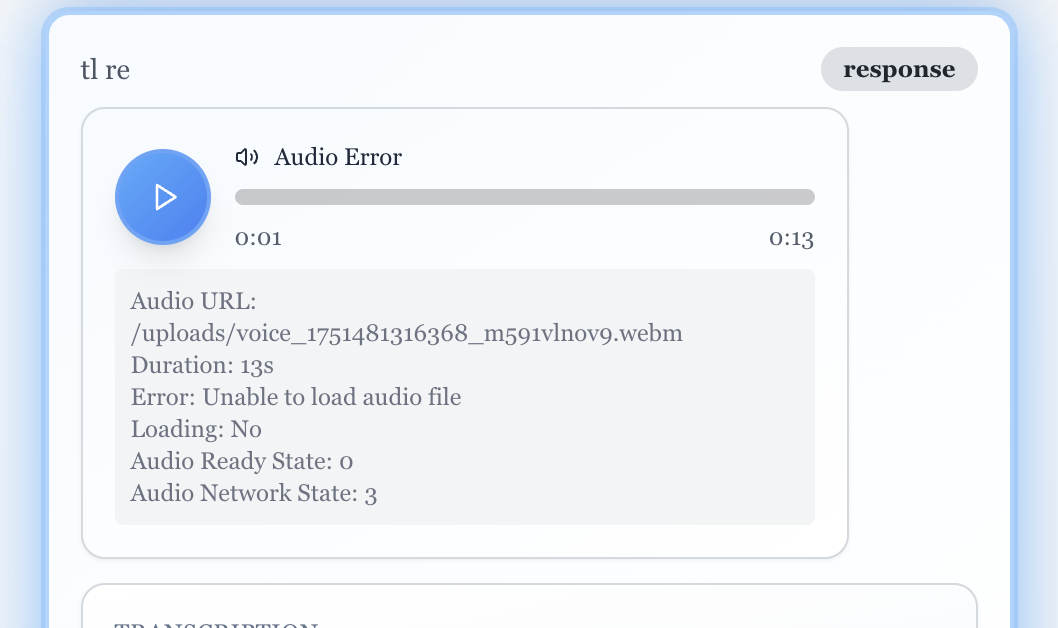 tl re
response
Audio Error
0:01
0:13
Audio URL:
/uploads/voice_1751481316368_m591vlnov9.webm
Duration: 13s
Error: Unable to load audio file
Loading: No
Audio Ready State: 0
Audio Network State: 3
TRANSCRIPTION